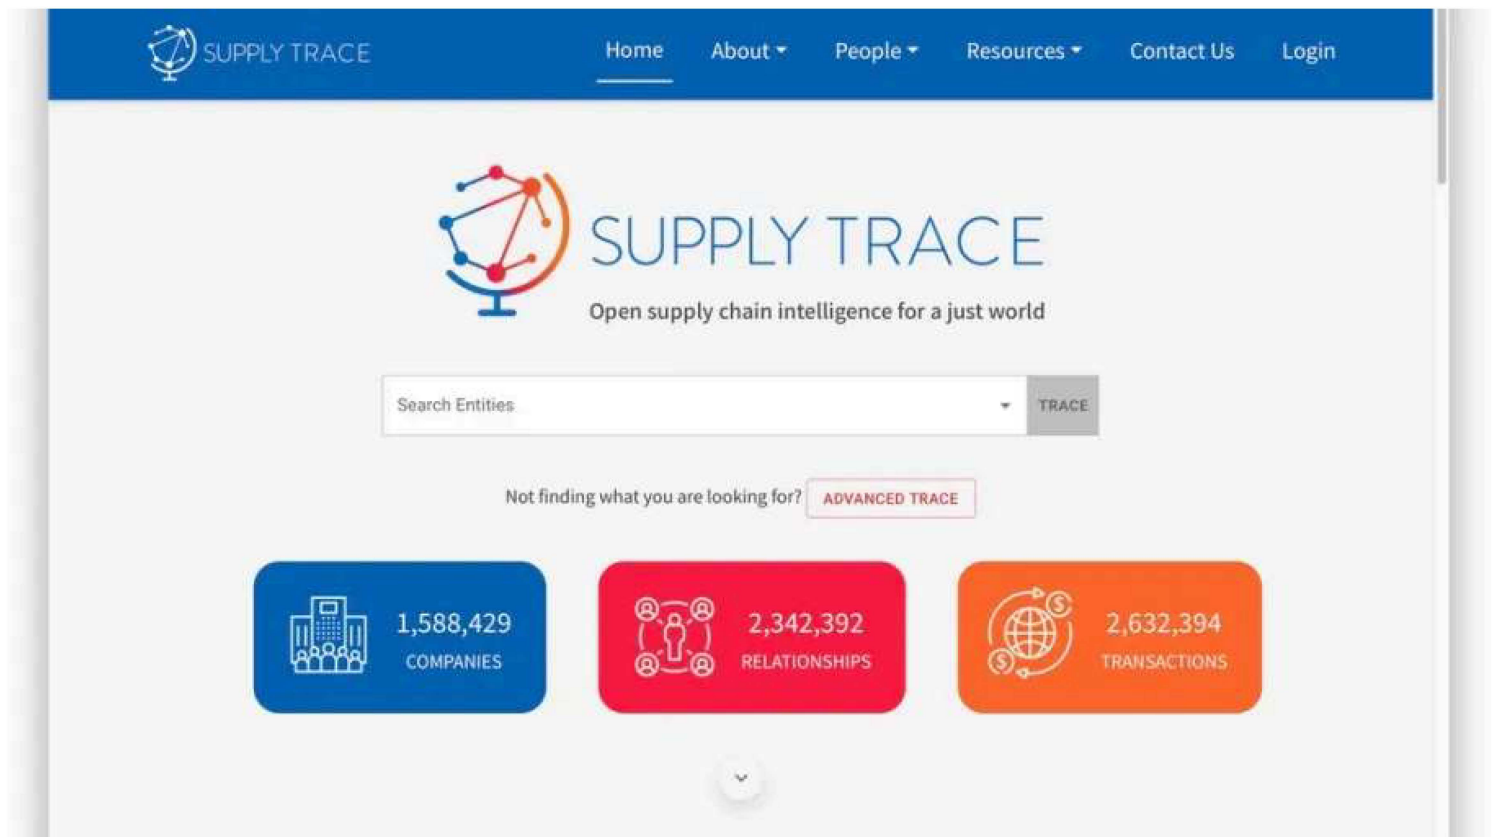 SUPPLY TRACE
Home About People Resources Contact Us Login
SUPPLY TRACE
Open supply chain intelligence for a just world
Search Entities TRACE
Not finding what you are looking for? ADVANCED TRACE
1,588,429 2,342,392 2,632,394
COMPANIES RELATIONSHIPS TRANSACTIONS